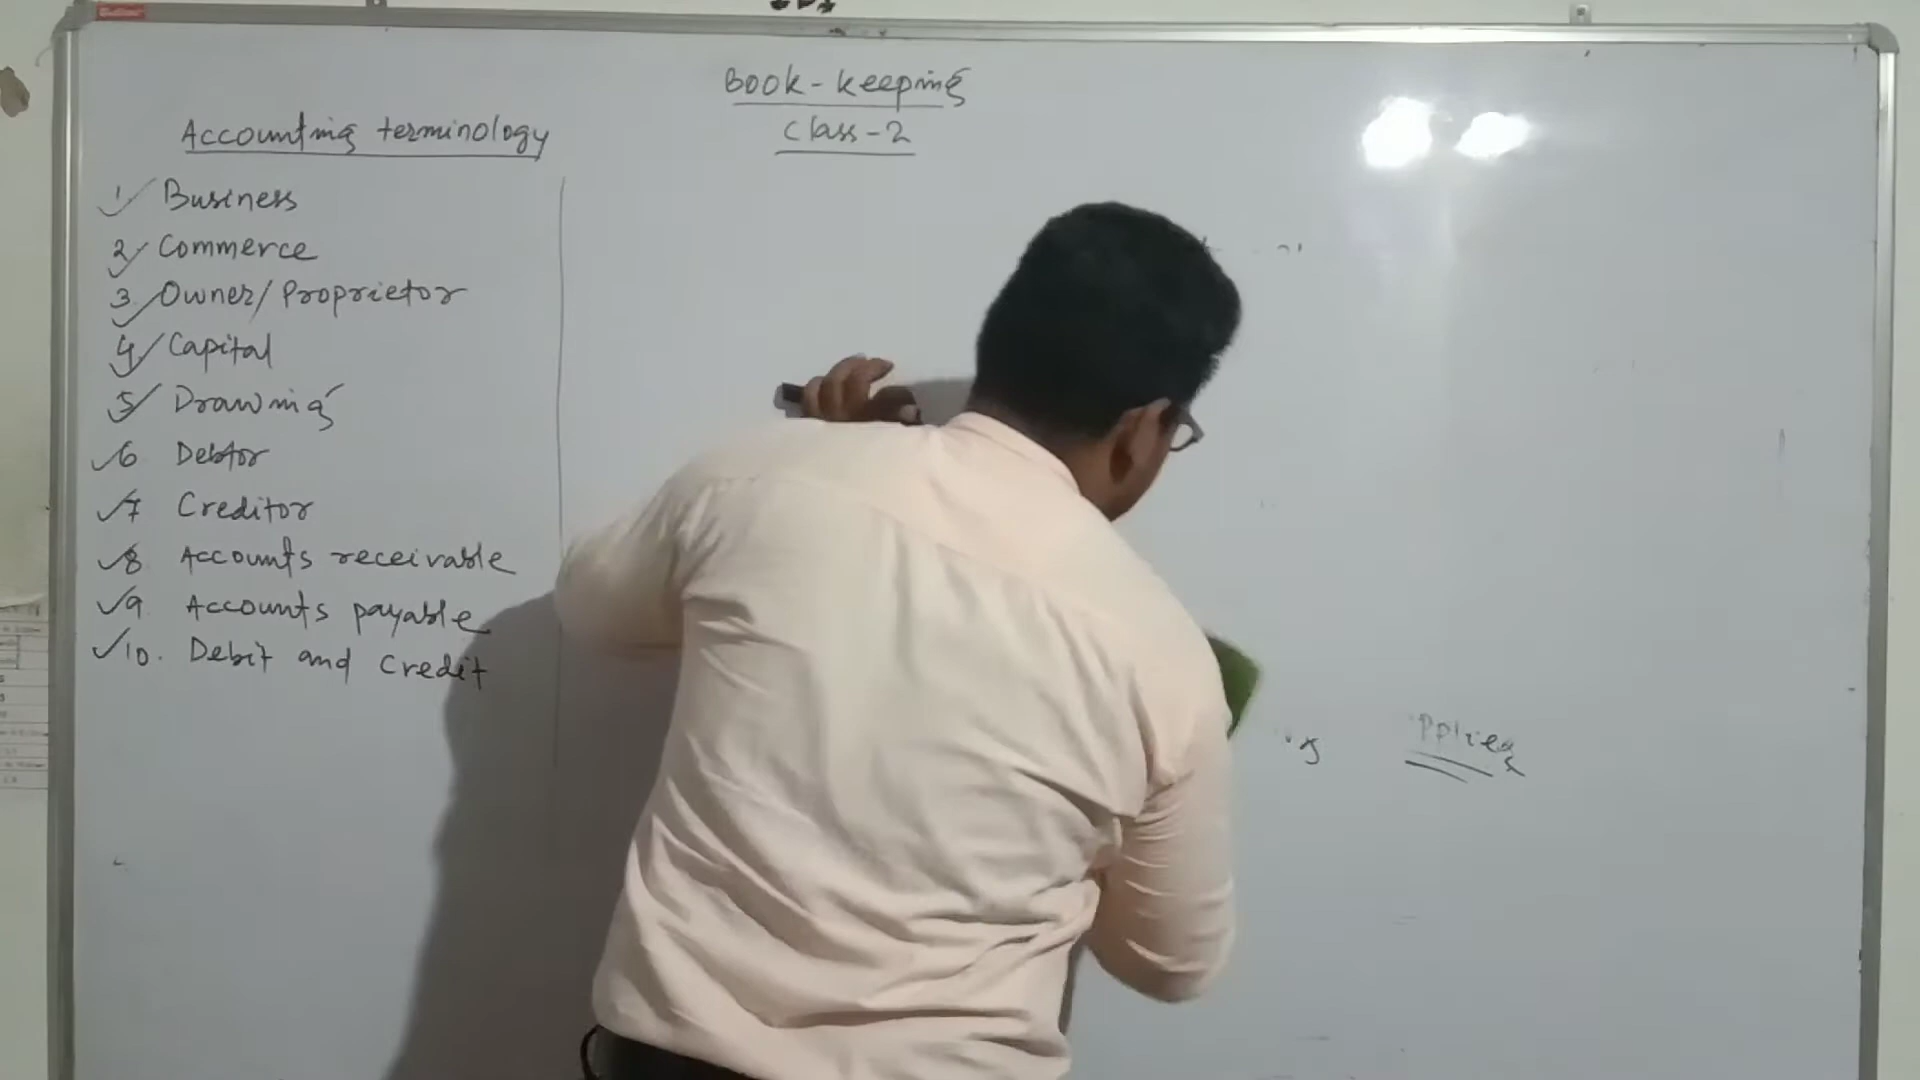 Book-keeping
Class-2
Accounting terminology
1 Business
2 Commerce
3. Owner/Proprietor
4 Capital
5 Drawing
6 Debtor
7 Creditor
8. Accounts receivable
9. Accounts payable
10. Debit and credit